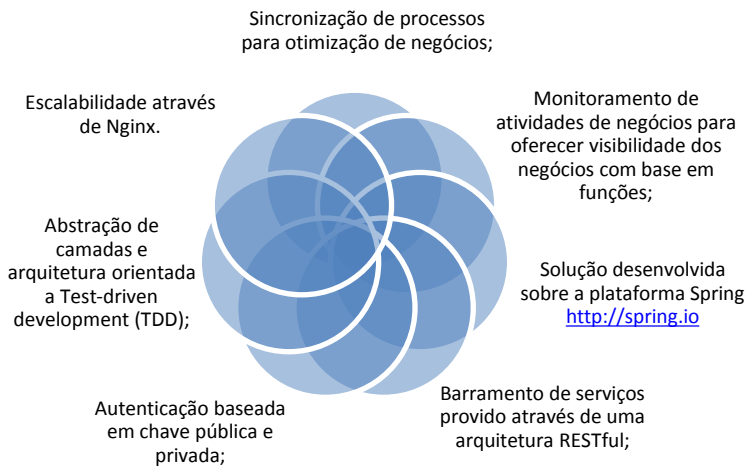 Sincronização de processos
para otimização de negócios;
Monitoramento de
atividades de negócios para
oferecer visibilidade dos
negócios com base em
funções;
Solução desenvolvida
sobre a plataforma Spring
http://spring.io
Barramento de serviços
provido através de uma
arquitetura RESTful;
Autenticação baseada
em chave pública e
privada;
Abstração de
camadas e
arquitetura orientada
a Test-driven
development (TDD);
Escalabilidade através
de Nginx.